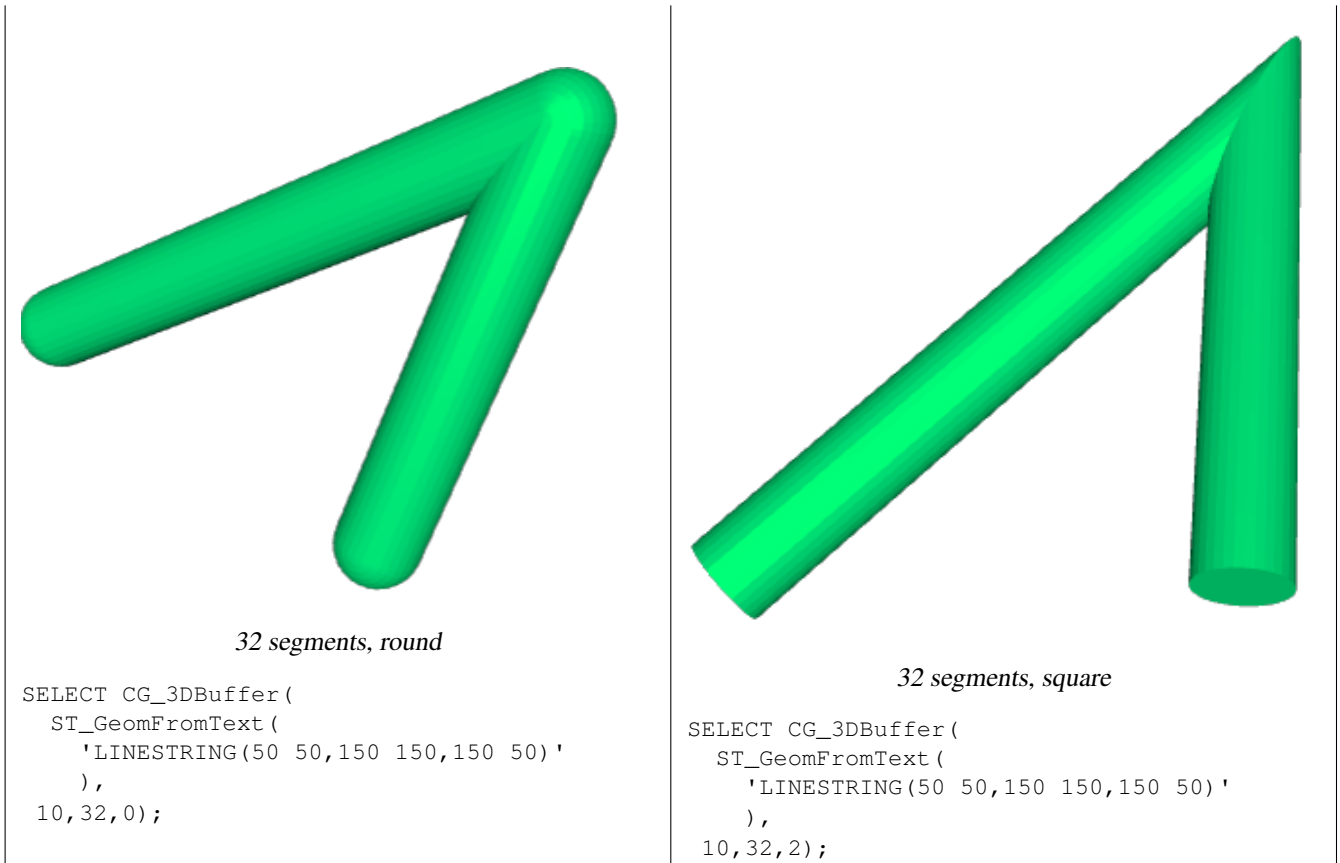 32 segments, round
SELECT CG_3DBuffer(
ST_GeomFromText(
'LINESTRING(50 50,150 150,150 50)'
),
10,32,0);
32 segments, square
SELECT CG_3DBuffer(
ST_GeomFromText(
'LINESTRING(50 50,150 150,150 50)'
),
10,32,2);